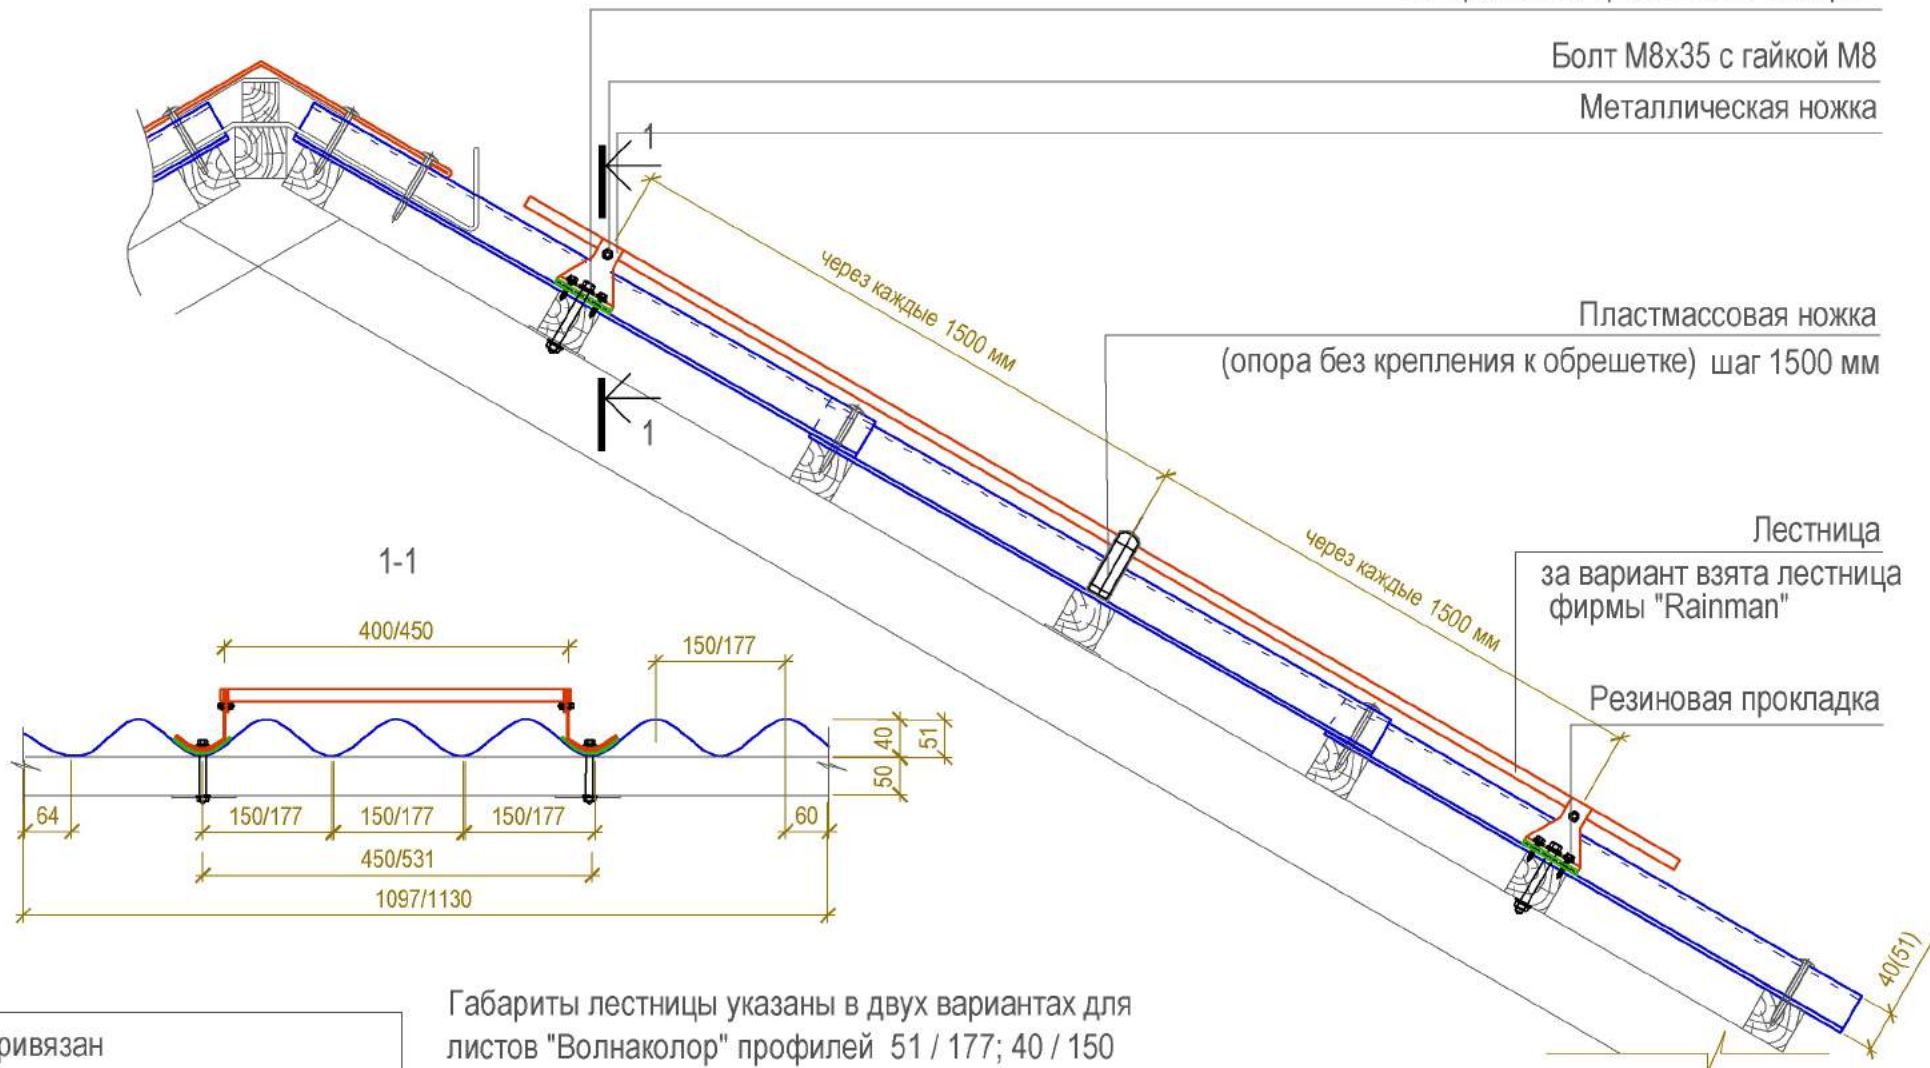 Болт М8х35 с гайкой М8
Металлическая ножка
1
через каждые 1500 мм
Пластмассовая ножка
(опора без крепления к обрешетке) шаг 1500 мм
1
через каждые 1500 мм
Лестница
за вариант взята лестница
фирмы "Rainman"
Резиновая прокладка
1-1
400/450
150/177
40
51
50
64
150/177
150/177
150/177
60
450/531
1097/1130
40(51)
Габариты лестницы указаны в двух вариантах для
листов "Волнаколор" профилей 51 / 177; 40 / 150
ривязан